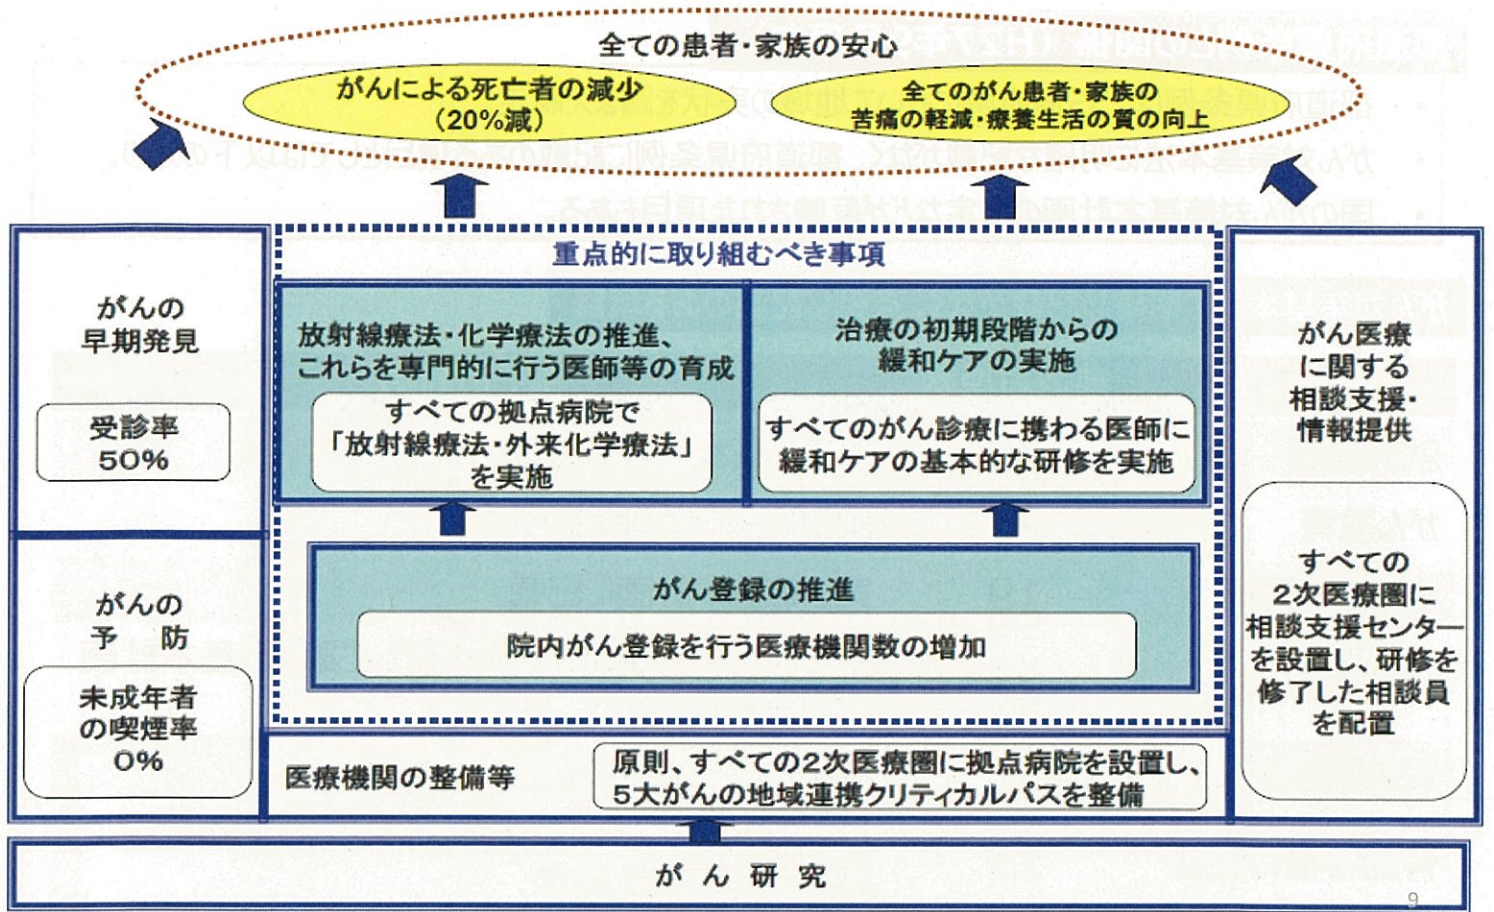 全ての患者・家族の安心
がんによる死亡者の減少
（20％減）
全てのがん患者・家族の
苦痛の軽減・療養生活の質の向上
がんの
早期発見
受診率
50％
がんの
予　防
未成年者
の喫煙率
0％
重点的に取り組むべき事項
放射線療法・化学療法の推進、
これらを専門的に行う医師等の育成
すべての拠点病院で
「放射線療法・外来化学療法」
を実施
治療の初期段階からの
緩和ケアの実施
すべてのがん診療に携わる医師に
緩和ケアの基本的な研修を実施
がん登録の推進
院内がん登録を行う医療機関数の増加
医療機関の整備等
原則、すべての2次医療圏に拠点病院を設置し、
5大がんの地域連携クリティカルパスを整備
がん医療
に関する
相談支援・
情報提供
すべての
2次医療圏に
相談支援センター
を設置し、研修を
修了した相談員
を配置
が ん 研 究
9